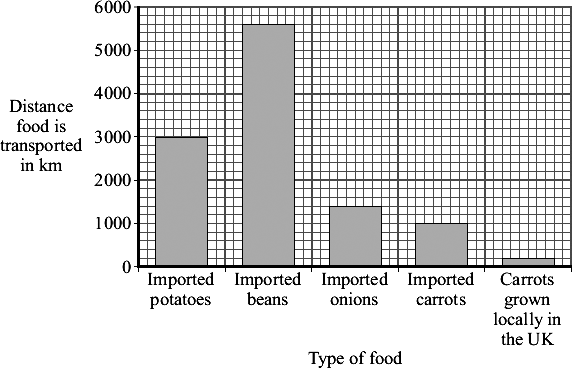 6000
5000
4000
3000
2000
1000
0
Distance
food is
transported
in km
Imported
potatoes
Imported
beans
Imported
onions
Imported
carrots
Carrots
grown
locally in
the UK
Type of food